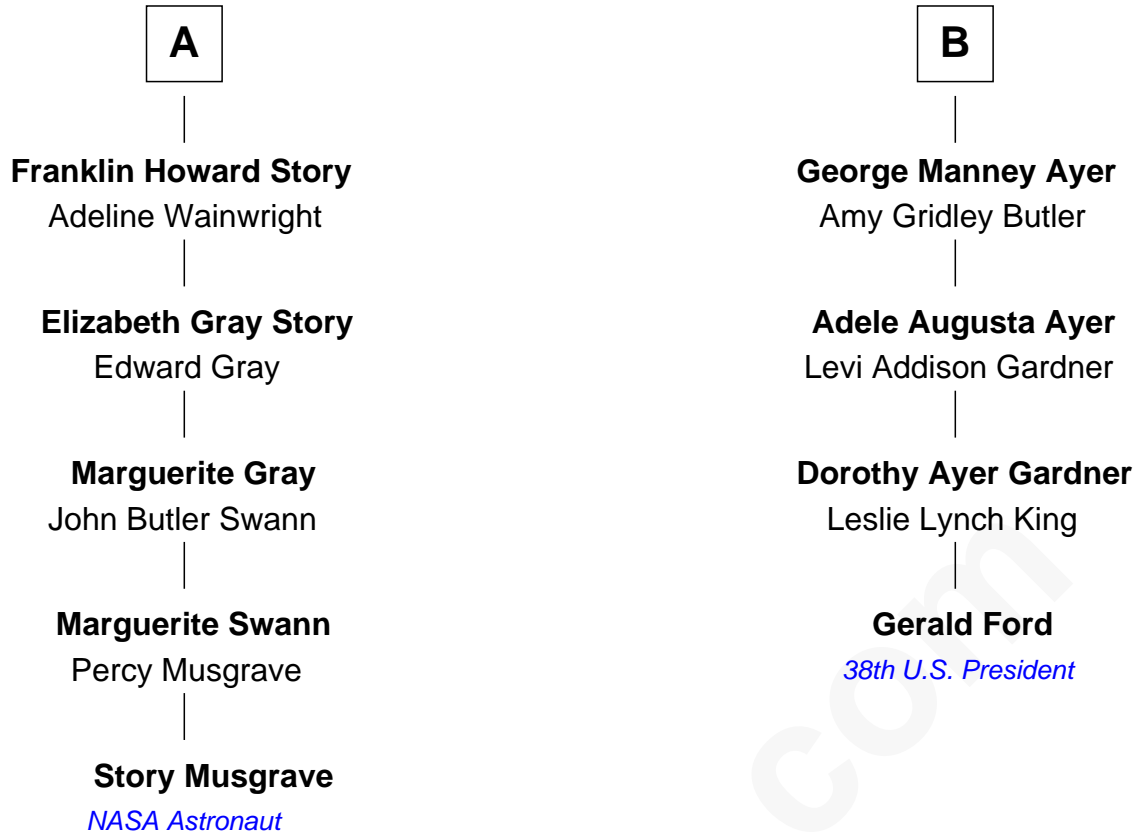 A
Franklin Howard Story
Adeline Wainwright
Elizabeth Gray Story
Edward Gray
Marguerite Gray
John Butler Swann
Marguerite Swann
Percy Musgrave
Story Musgrave
NASA Astronaut
B
George Manney Ayer
Amy Gridley Butler
Adele Augusta Ayer
Levi Addison Gardner
Dorothy Ayer Gardner
Leslie Lynch King
Gerald Ford
38th U.S. President
com